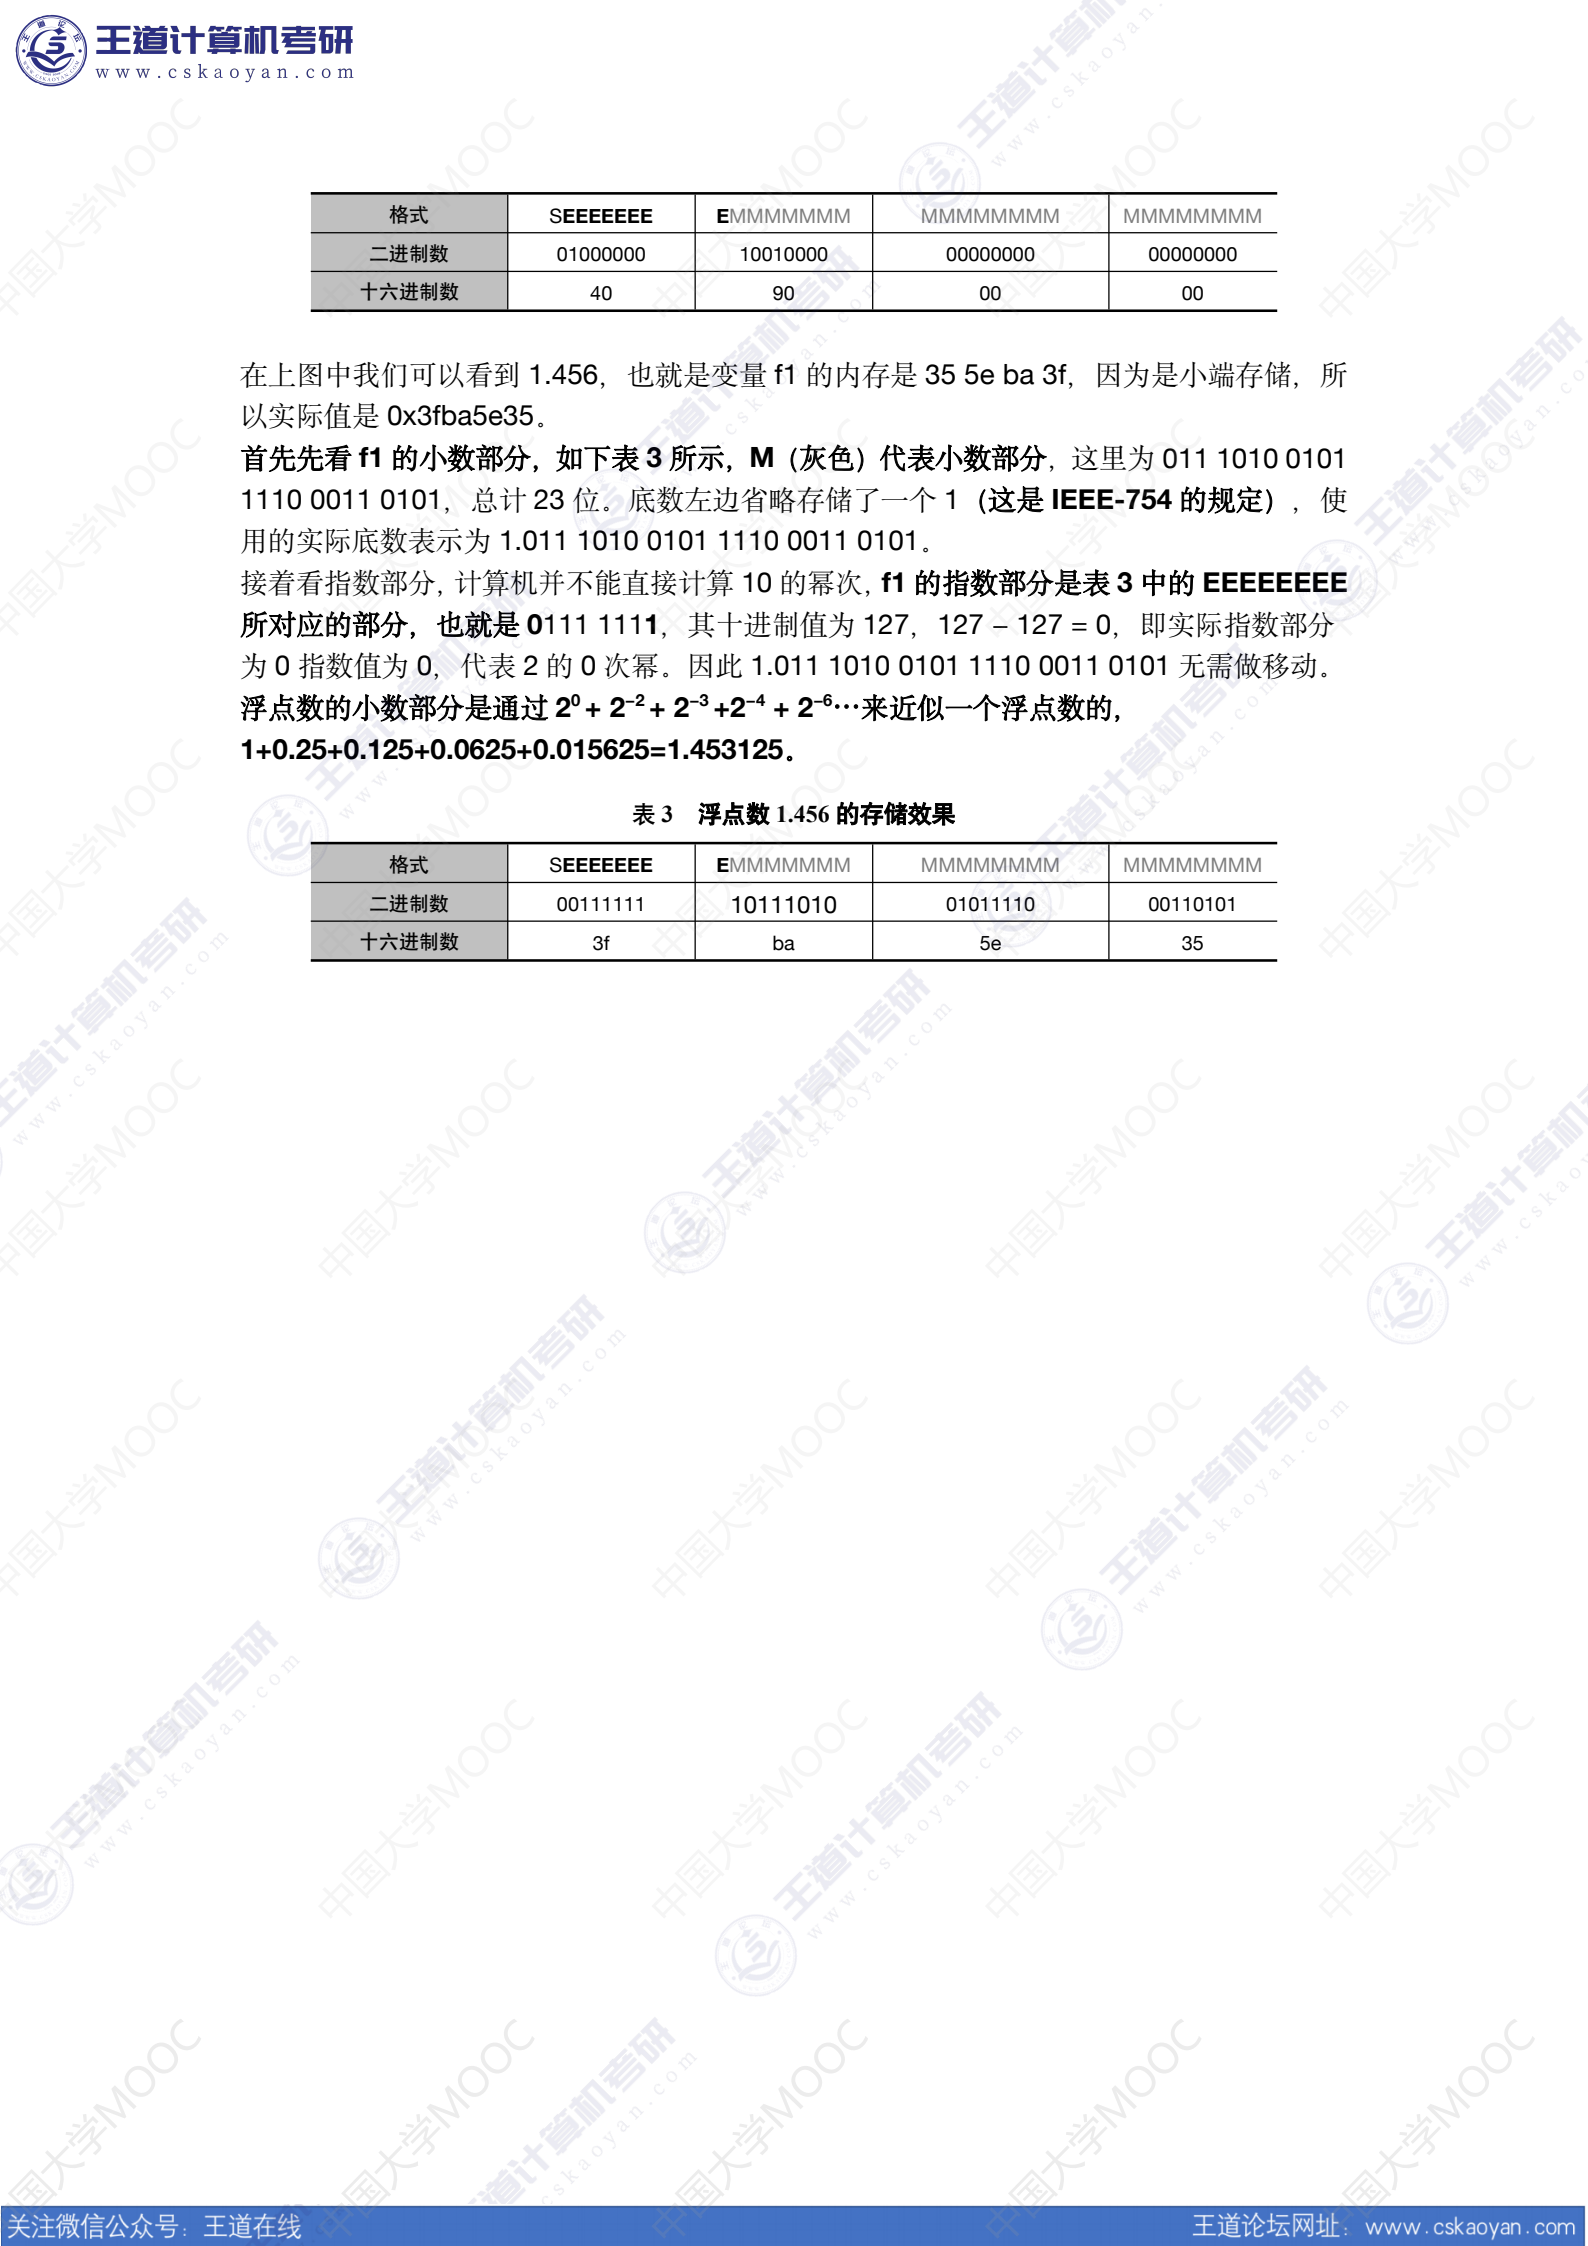 王道计算机考研
www.cskaoyan.com
格式 SEEEEEEE EMMMMMMM MMMMMMMM MMMMMMMM
二进制数 01000000 10010000 00000000 00000000
十六进制数 40 90 00 00
在上图中我们可以看到 1.456，也就是变量 f1 的内存是 35 5e ba 3f，因为是小端存储，所
以实际值是 0x3fba5e35。
首先先看 f1 的小数部分，如下表 3 所示，M（灰色）代表小数部分，这里为 011 1010 0101
1110 0011 0101，总计 23 位。底数左边省略存储了一个 1（这是 IEEE-754 的规定），使
用的实际底数表示为 1.011 1010 0101 1110 0011 0101。
接着看指数部分, 计算机并不能直接计算 10 的幂次, f1 的指数部分是表 3 中的 EEEEEEEE
所对应的部分，也就是 0111 1111，其十进制值为 127，127 – 127 = 0，即实际指数部分
为 0 指数值为 0，代表 2 的 0 次幂。因此 1.011 1010 0101 1110 0011 0101 无需做移动。
浮点数的小数部分是通过 2⁰ + 2⁻² + 2⁻³ +2⁻⁴ + 2⁻⁶…来近似一个浮点数的，
1+0.25+0.125+0.0625+0.015625=1.453125。
表 3 浮点数 1.456 的存储效果
格式 SEEEEEEE EMMMMMMM MMMMMMMM MMMMMMMM
二进制数 00111111 10111010 01011110 00110101
十六进制数 3f ba 5e 35
关注微信公众号：王道在线 王道论坛网址：www.cskaoyan.com